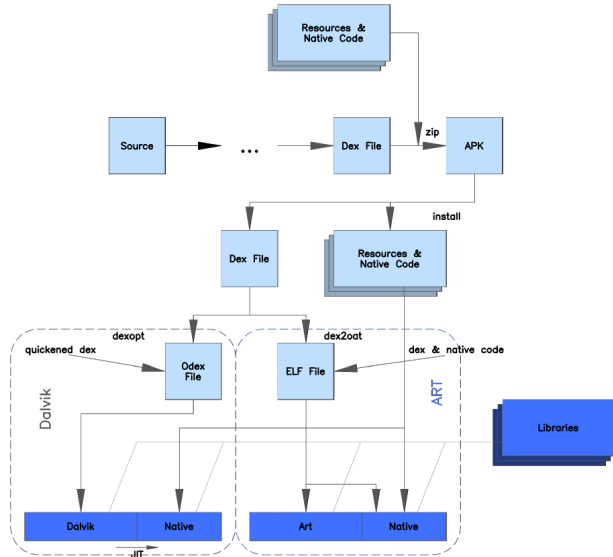 Resources &
Native Code
Source
...
Dex File
zip
APK
install
Dex File
Resources &
Native Code
dexopt
dex2oat
quickened dex
Odex
File
ELF File
dex & native code
Dalvik
ART
Libraries
Dalvik
Native
Art
Native
JIT